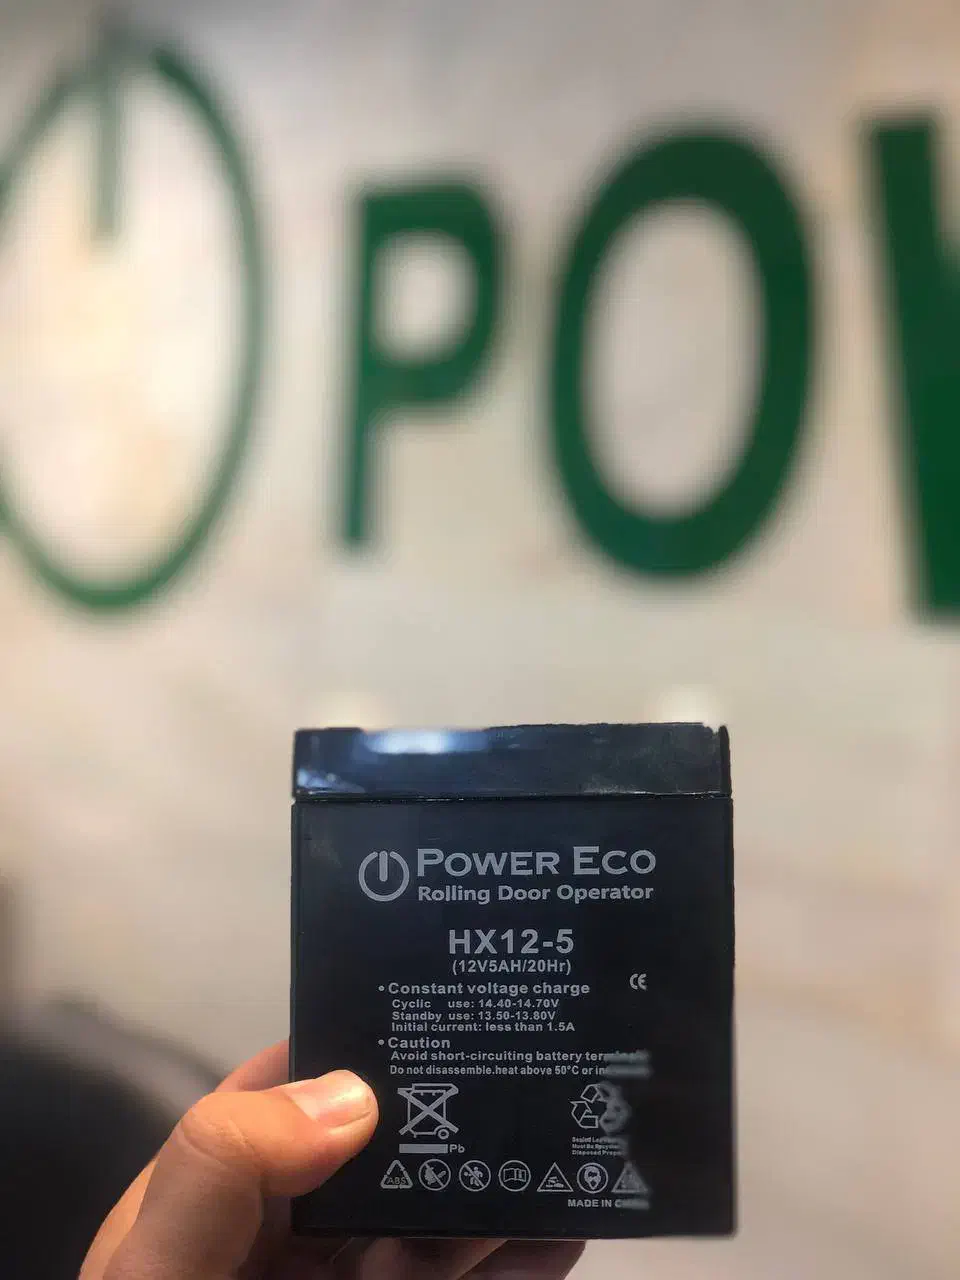 POW
POWER ECO
Rolling Door Operator
HX12-5
(12V5AH/20Hr)
•Constant voltage charge
CE
Cyclic use: 14.40-14.70V
Standby use: 13.50-13.80V
Initial current: less than 1.5A
•Caution
Avoid short-circuiting battery
Do not disassemble.heat above 50°C or
Pb
ABS
MADE IN